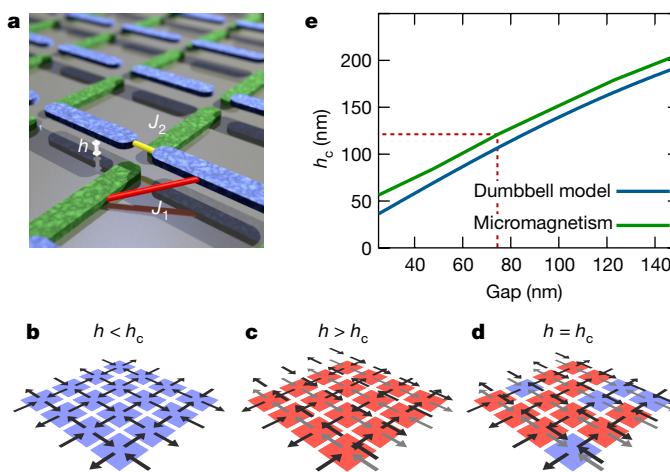 a
h
J2
J1
e
hc (nm)
200
150
100
50
0
Dumbbell model
Micromagnetism
40
60
80
100
120
140
Gap (nm)
b
h < hc
c
h > hc
d
h = hc